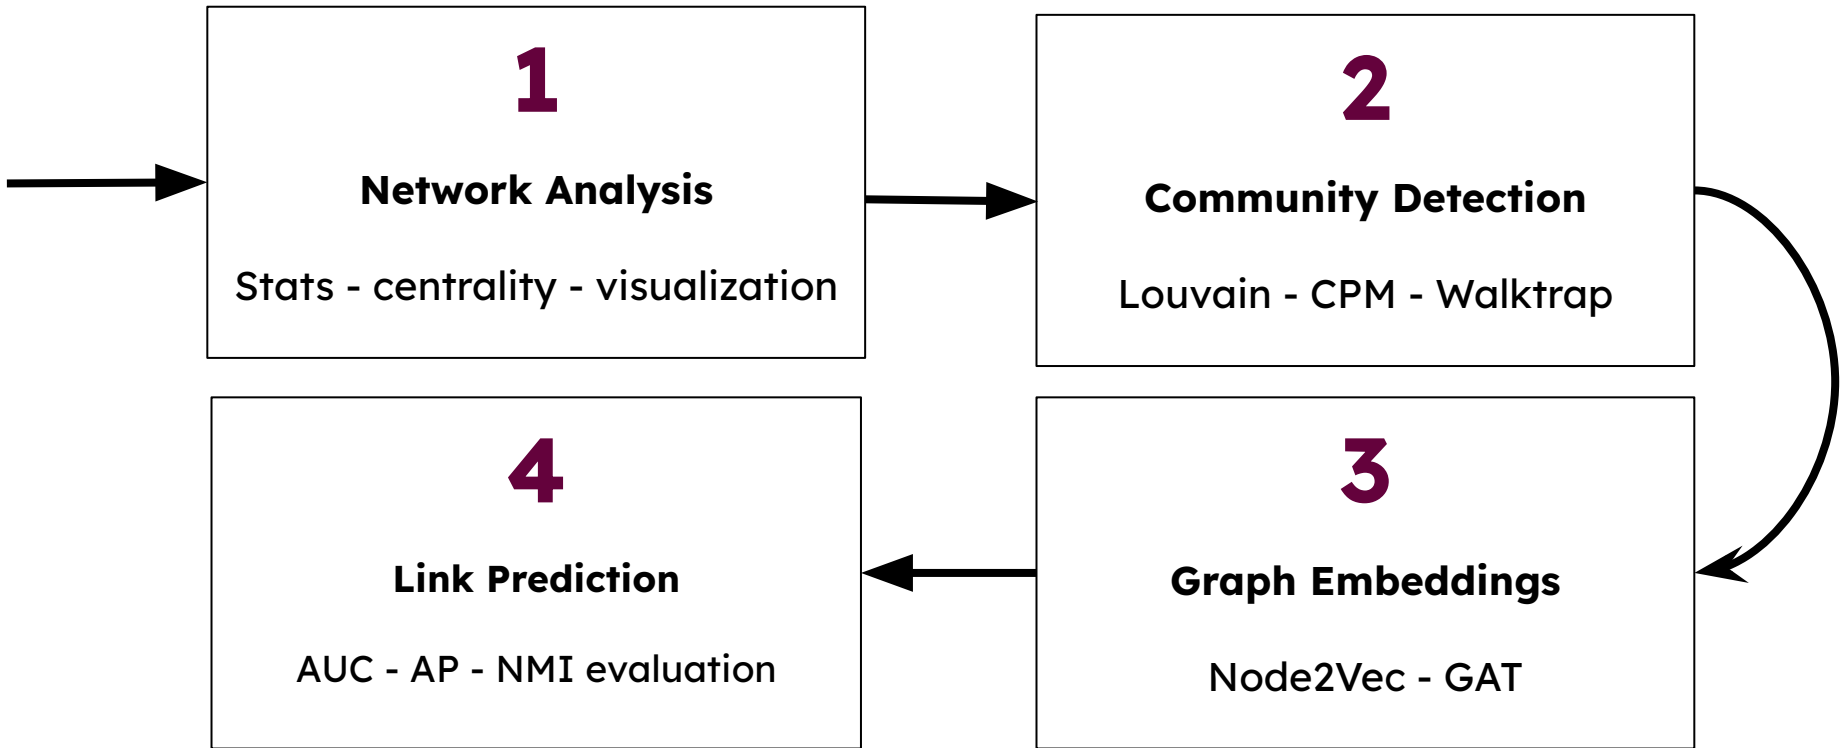 1
Network Analysis
Stats - centrality - visualization
2
Community Detection
Louvain - CPM - Walktrap
3
Graph Embeddings
Node2Vec - GAT
4
Link Prediction
AUC - AP - NMI evaluation